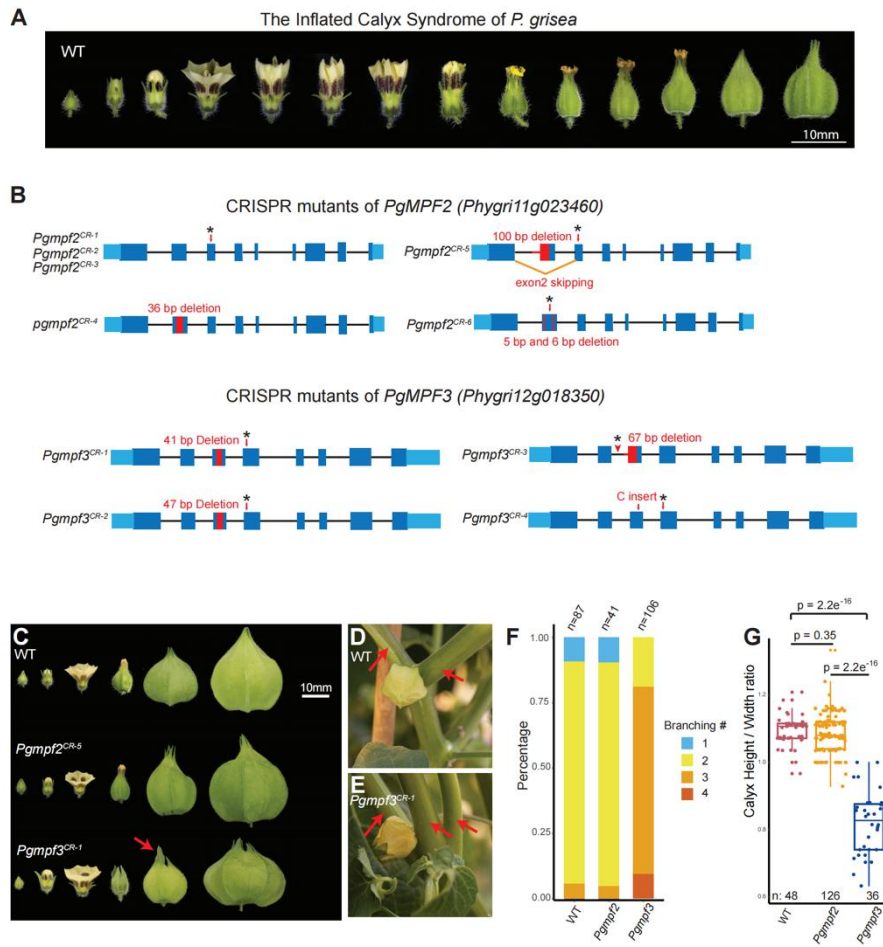 A
The Inflated Calyx Syndrome of P. grisea
WT
10mm
B
CRISPR mutants of PgMPF2 (Phygri11g023460)
Pgmpf2CR-1
Pgmpf2CR-2
Pgmpf2CR-3
*
Pgmpf2CR-5
100 bp deletion
*
exon2 skipping
pgmpf2CR-4
36 bp deletion
Pgmpf2CR-6
*
5 bp and 6 bp deletion
CRISPR mutants of PgMPF3 (Phygri12g018350)
Pgmpf3CR-1
41 bp Deletion
*
Pgmpf3CR-3
*
67 bp deletion
Pgmpf3CR-2
47 bp Deletion
*
Pgmpf3CR-4
C insert
*
C
WT
10mm
Pgmpf2CR-5
Pgmpf3CR-1
D
WT
E
Pgmpf3CR-1
F
n=87
n=41
n=106
Percentage
1.00
0.75
0.50
0.25
0.00
WT
Pgmpf2
Pgmpf3
Branching #
1
2
3
4
G
p = 2.2e-16
p = 0.35
p = 2.2e-16
Calyx Height / Width ratio
1.2
1.0
0.8
0.6
n: 48
126
36
WT
Pgmpf2
Pgmpf3